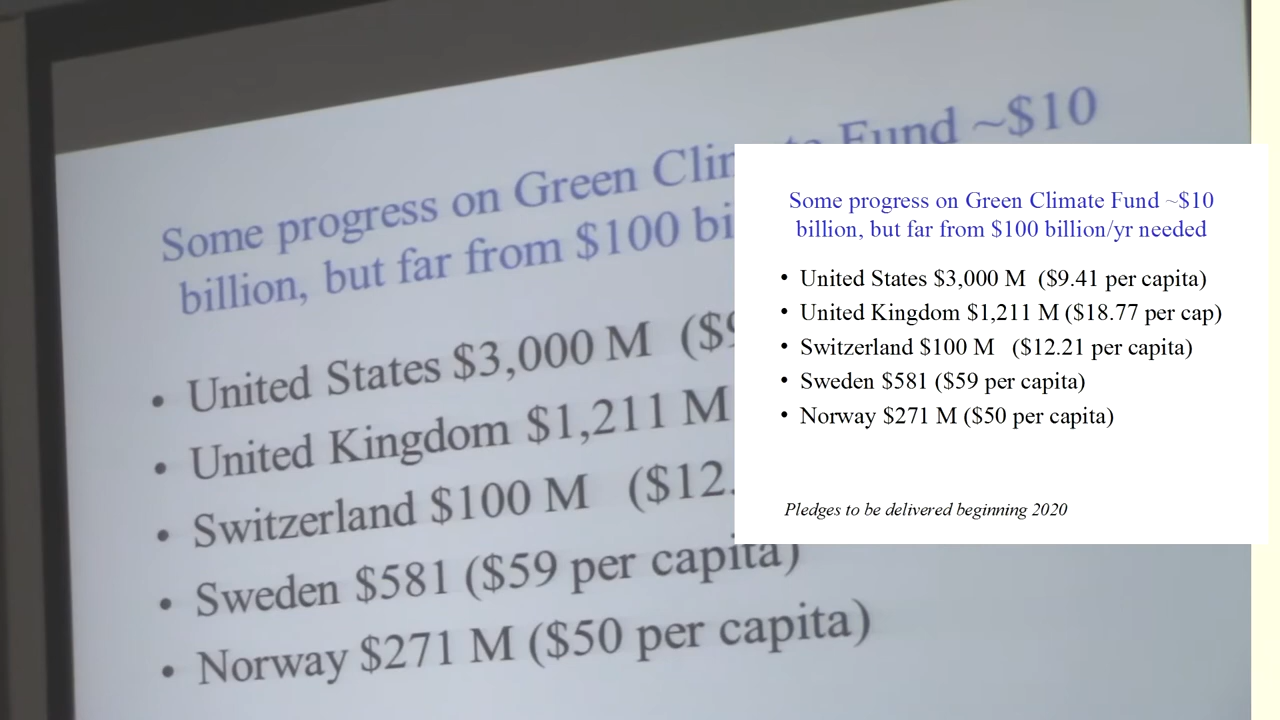 Some progress on Green Clim Fund ~$10
billion, but far from $100 bi
• United States $3,000 M ($9
• United Kingdom $1,211 M
• Switzerland $100 M ($12.
• Sweden $581 ($59 per capita)
• Norway $271 M ($50 per capita)
Some progress on Green Climate Fund ~$10
billion, but far from $100 billion/yr needed
• United States $3,000 M ($9.41 per capita)
• United Kingdom $1,211 M ($18.77 per cap)
• Switzerland $100 M ($12.21 per capita)
• Sweden $581 ($59 per capita)
• Norway $271 M ($50 per capita)
Pledges to be delivered beginning 2020